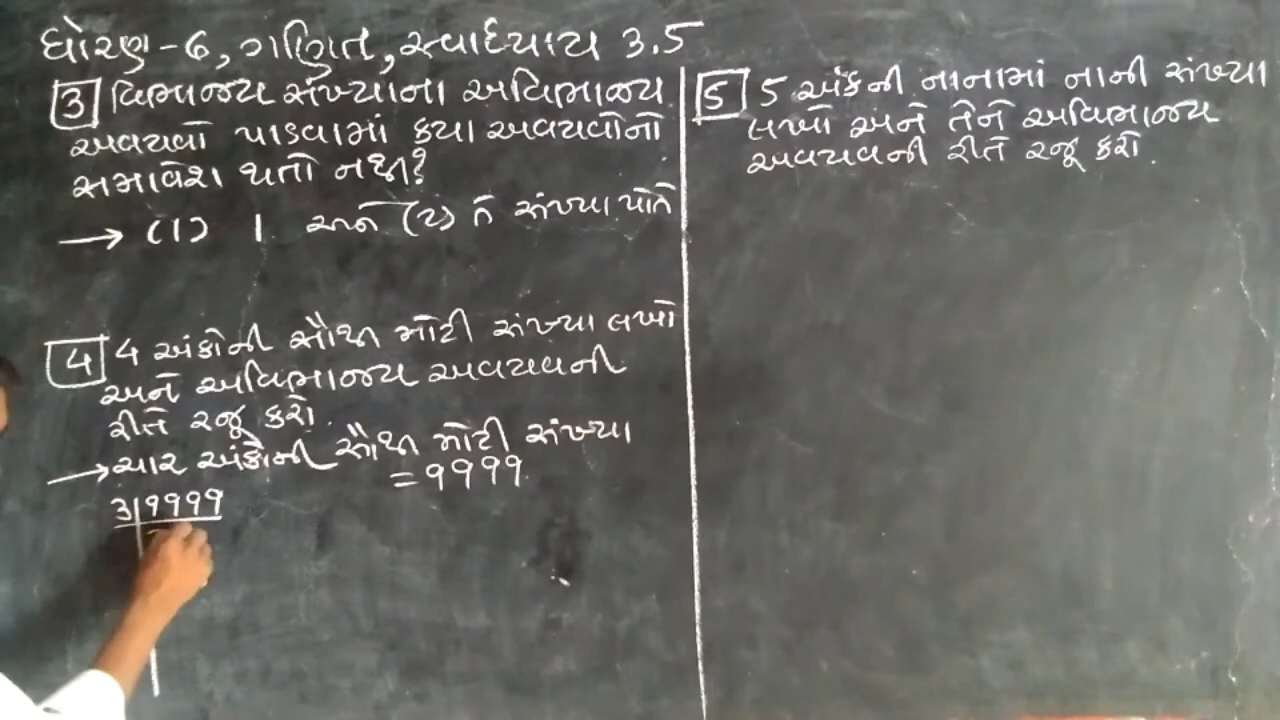 ધોરણ - 6, ગણિત, સ્વાધ્યાય 3.5
3 વિભાજ્ય સંખ્યાના અવિભાજ્ય
અવયવો પાડવામાં કયા અવયવોનો
સમાવેશ થતો નથી?
→ (1) 1 અને (2) તે સંખ્યા પોતે
4 4 અંકોની સૌથી મોટી સંખ્યા લખો
અને અવિભાજ્ય અવયવની
રીતે રજૂ કરો.
→ ચાર અંકોની સૌથી મોટી સંખ્યા
= 9999
3 | 9999
5 5 અંકની નાનામાં નાની સંખ્યા
લખો અને તેને અવિભાજ્ય
અવયવની રીતે રજૂ કરો.